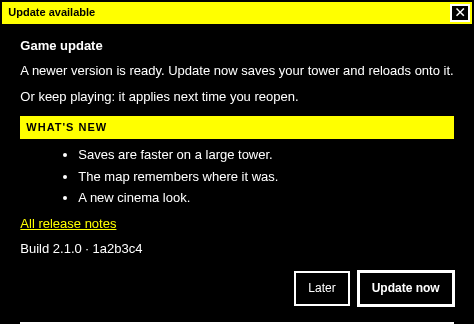 Update available
Game update
A newer version is ready. Update now saves your tower and reloads onto it.
Or keep playing: it applies next time you reopen.
WHAT'S NEW
• Saves are faster on a large tower.
• The map remembers where it was.
• A new cinema look.
All release notes
Build 2.1.0 · 1a2b3c4
Later
Update now